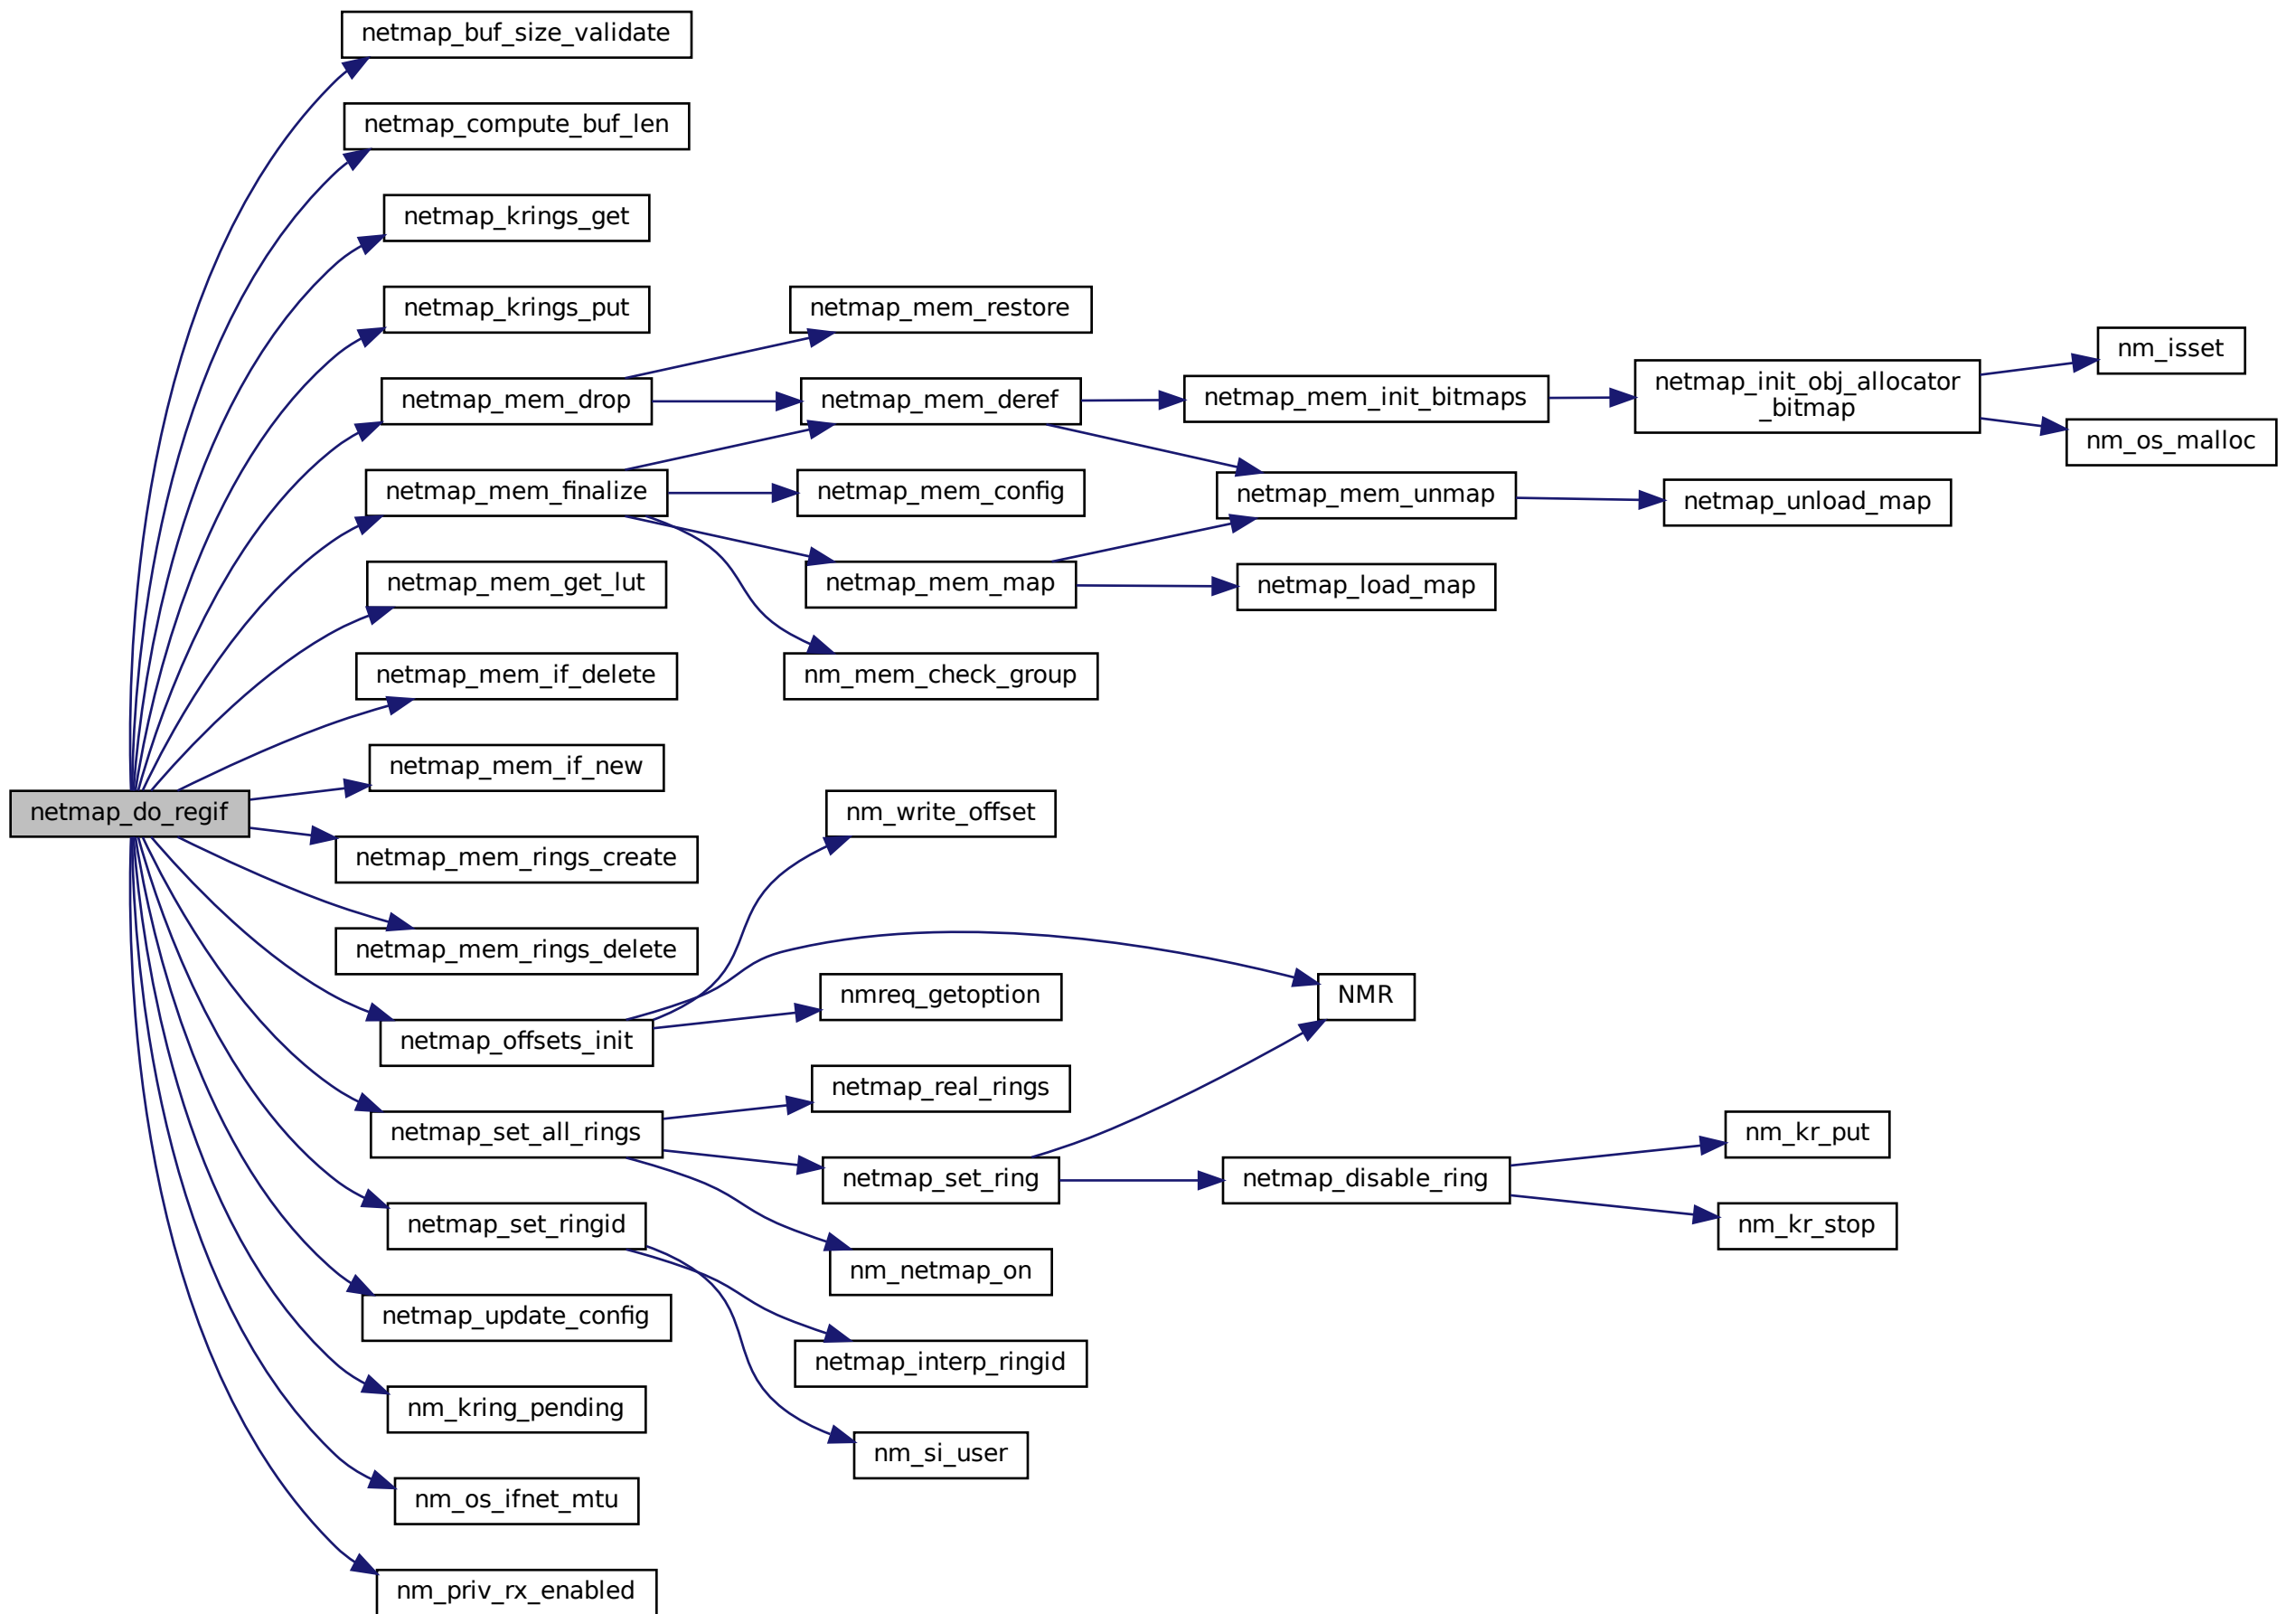 netmap_buf_size_validate
netmap_compute_buf_len
netmap_krings_get
netmap_krings_put
netmap_mem_restore
nm_isset
netmap_mem_drop
netmap_mem_deref
netmap_mem_init_bitmaps
netmap_init_obj_allocator
_bitmap
nm_os_malloc
netmap_mem_finalize
netmap_mem_config
netmap_mem_unmap
netmap_unload_map
netmap_mem_get_lut
netmap_mem_map
netmap_load_map
netmap_mem_if_delete
nm_mem_check_group
netmap_mem_if_new
netmap_do_regif
nm_write_offset
netmap_mem_rings_create
netmap_mem_rings_delete
nmreq_getoption
NMR
netmap_offsets_init
netmap_real_rings
netmap_set_all_rings
nm_kr_put
netmap_set_ring
netmap_disable_ring
netmap_set_ringid
nm_kr_stop
nm_netmap_on
netmap_update_config
netmap_interp_ringid
nm_kring_pending
nm_si_user
nm_os_ifnet_mtu
nm_priv_rx_enabled